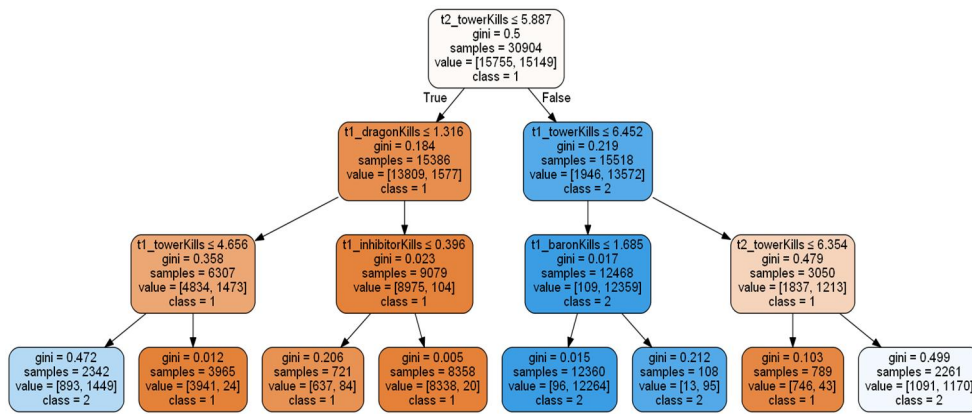 t2_towerKills ≤ 5.887
gini = 0.5
samples = 30904
value = [15755, 15149]
class = 1
True
False
t1_dragonKills ≤ 1.316
gini = 0.184
samples = 15386
value = [13809, 1577]
class = 1
t1_towerKills ≤ 6.452
gini = 0.219
samples = 15518
value = [1946, 13572]
class = 2
t1_towerKills ≤ 4.656
gini = 0.358
samples = 6307
value = [4834, 1473]
class = 1
t1_inhibitorKills ≤ 0.396
gini = 0.023
samples = 9079
value = [8975, 104]
class = 1
t1_baronKills ≤ 1.685
gini = 0.017
samples = 12468
value = [109, 12359]
class = 2
t2_towerKills ≤ 6.354
gini = 0.479
samples = 3050
value = [1837, 1213]
class = 1
gini = 0.472
samples = 2342
value = [893, 1449]
class = 2
gini = 0.012
samples = 3965
value = [3941, 24]
class = 1
gini = 0.206
samples = 721
value = [637, 84]
class = 1
gini = 0.005
samples = 8358
value = [8338, 20]
class = 1
gini = 0.015
samples = 12360
value = [96, 12264]
class = 2
gini = 0.212
samples = 108
value = [13, 95]
class = 2
gini = 0.103
samples = 789
value = [746, 43]
class = 1
gini = 0.499
samples = 2261
value = [1091, 1170]
class = 2